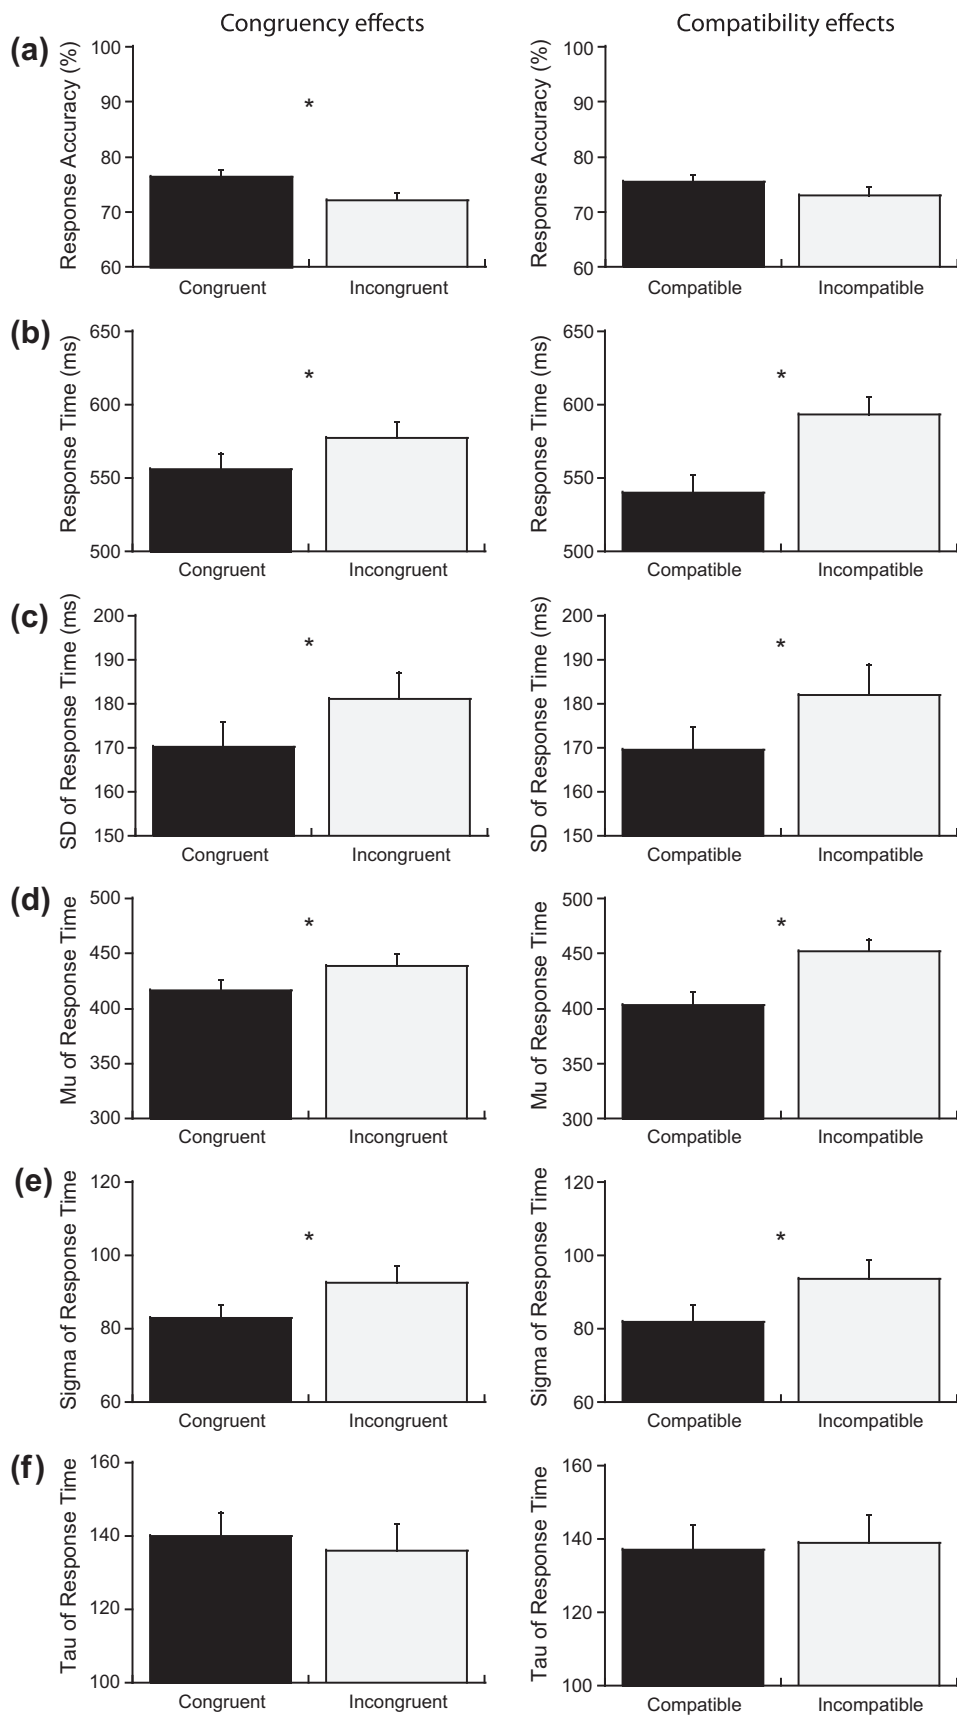 Congruency effects
Compatibility effects
(a)
Response Accuracy (%)
100
90
80
70
60
*
Congruent
Incongruent
Response Accuracy (%)
100
90
80
70
60
Compatible
Incompatible
(b)
Response Time (ms)
650
600
550
500
*
Congruent
Incongruent
Response Time (ms)
650
600
550
500
*
Compatible
Incompatible
(c)
SD of Response Time (ms)
200
190
180
170
160
150
*
Congruent
Incongruent
SD of Response Time (ms)
200
190
180
170
160
150
*
Compatible
Incompatible
(d)
Mu of Response Time
500
450
400
350
300
*
Congruent
Incongruent
Mu of Response Time
500
450
400
350
300
*
Compatible
Incompatible
(e)
Sigma of Response Time
120
100
80
60
*
Congruent
Incongruent
Sigma of Response Time
120
100
80
60
*
Compatible
Incompatible
(f)
Tau of Response Time
160
140
120
100
Congruent
Incongruent
Tau of Response Time
160
140
120
100
Compatible
Incompatible